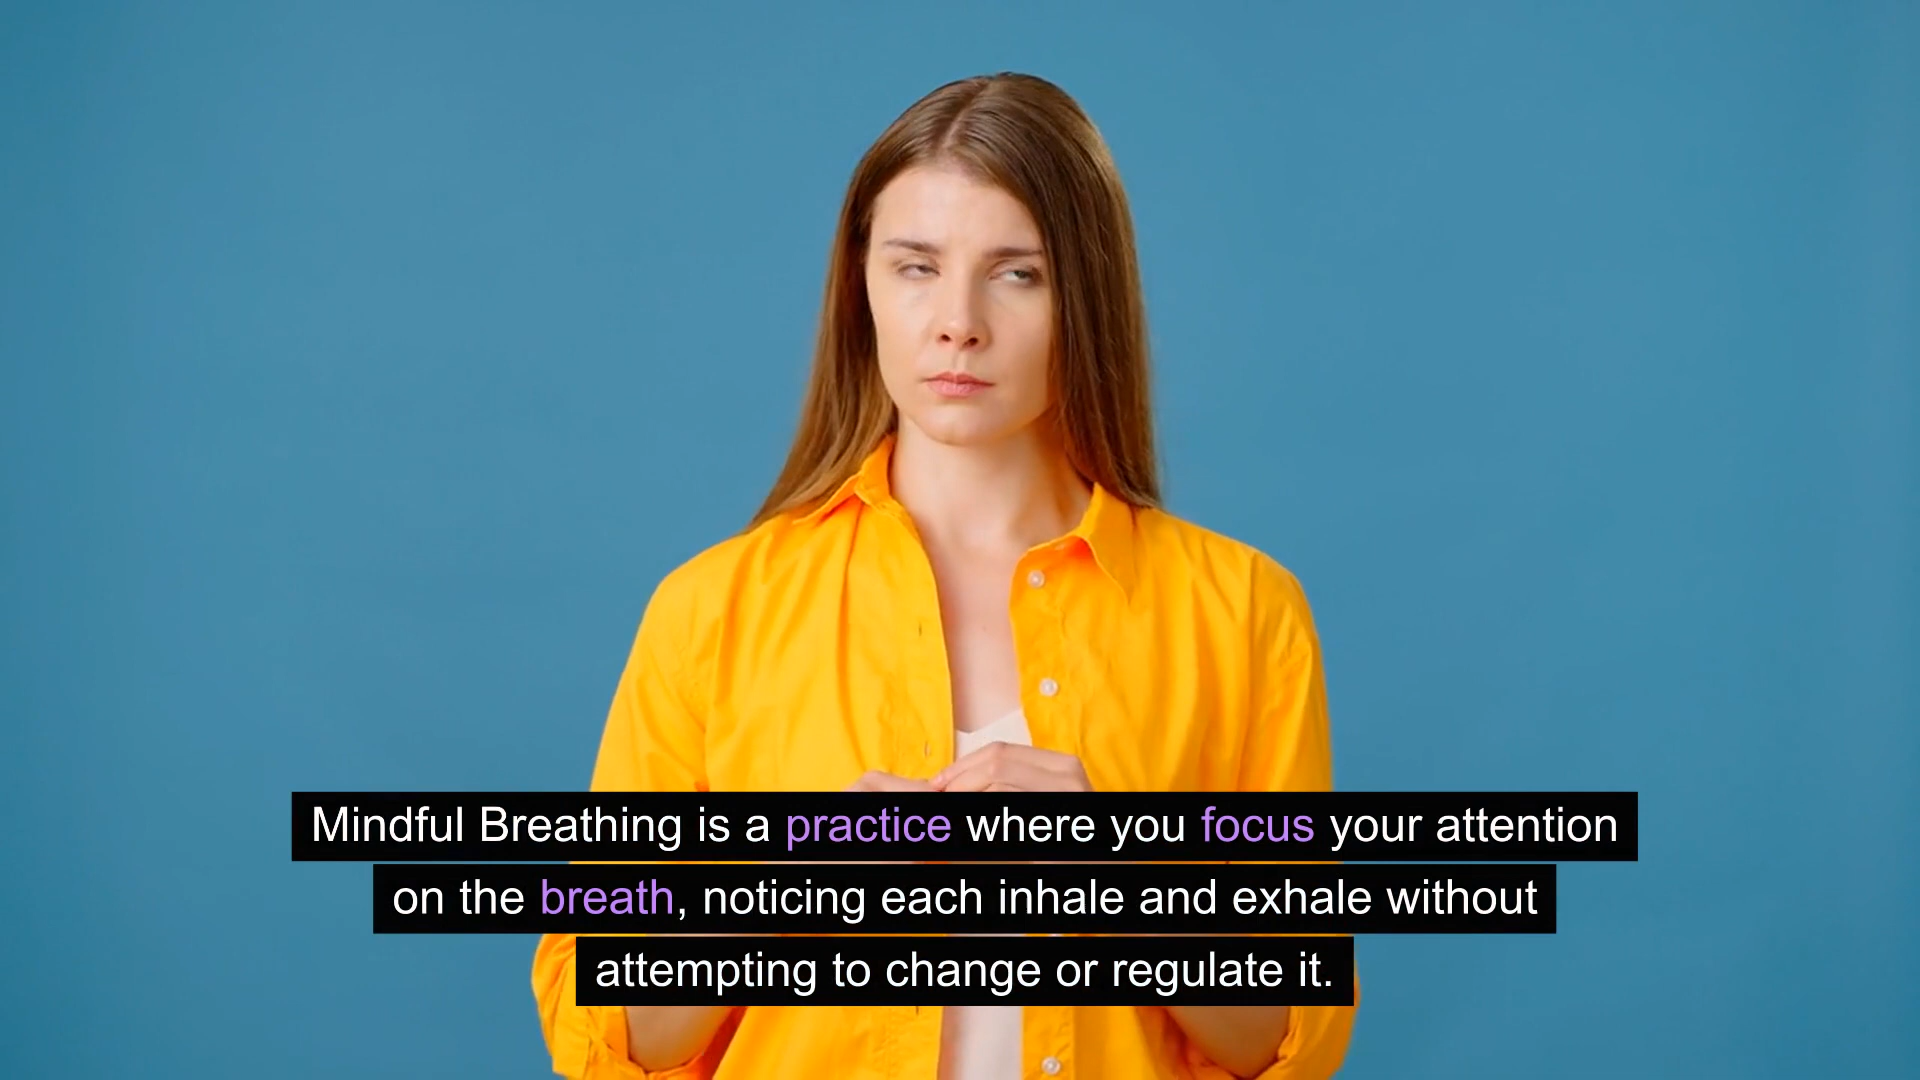 Mindful Breathing is a practice where you focus your attention
on the breath, noticing each inhale and exhale without
attempting to change or regulate it.